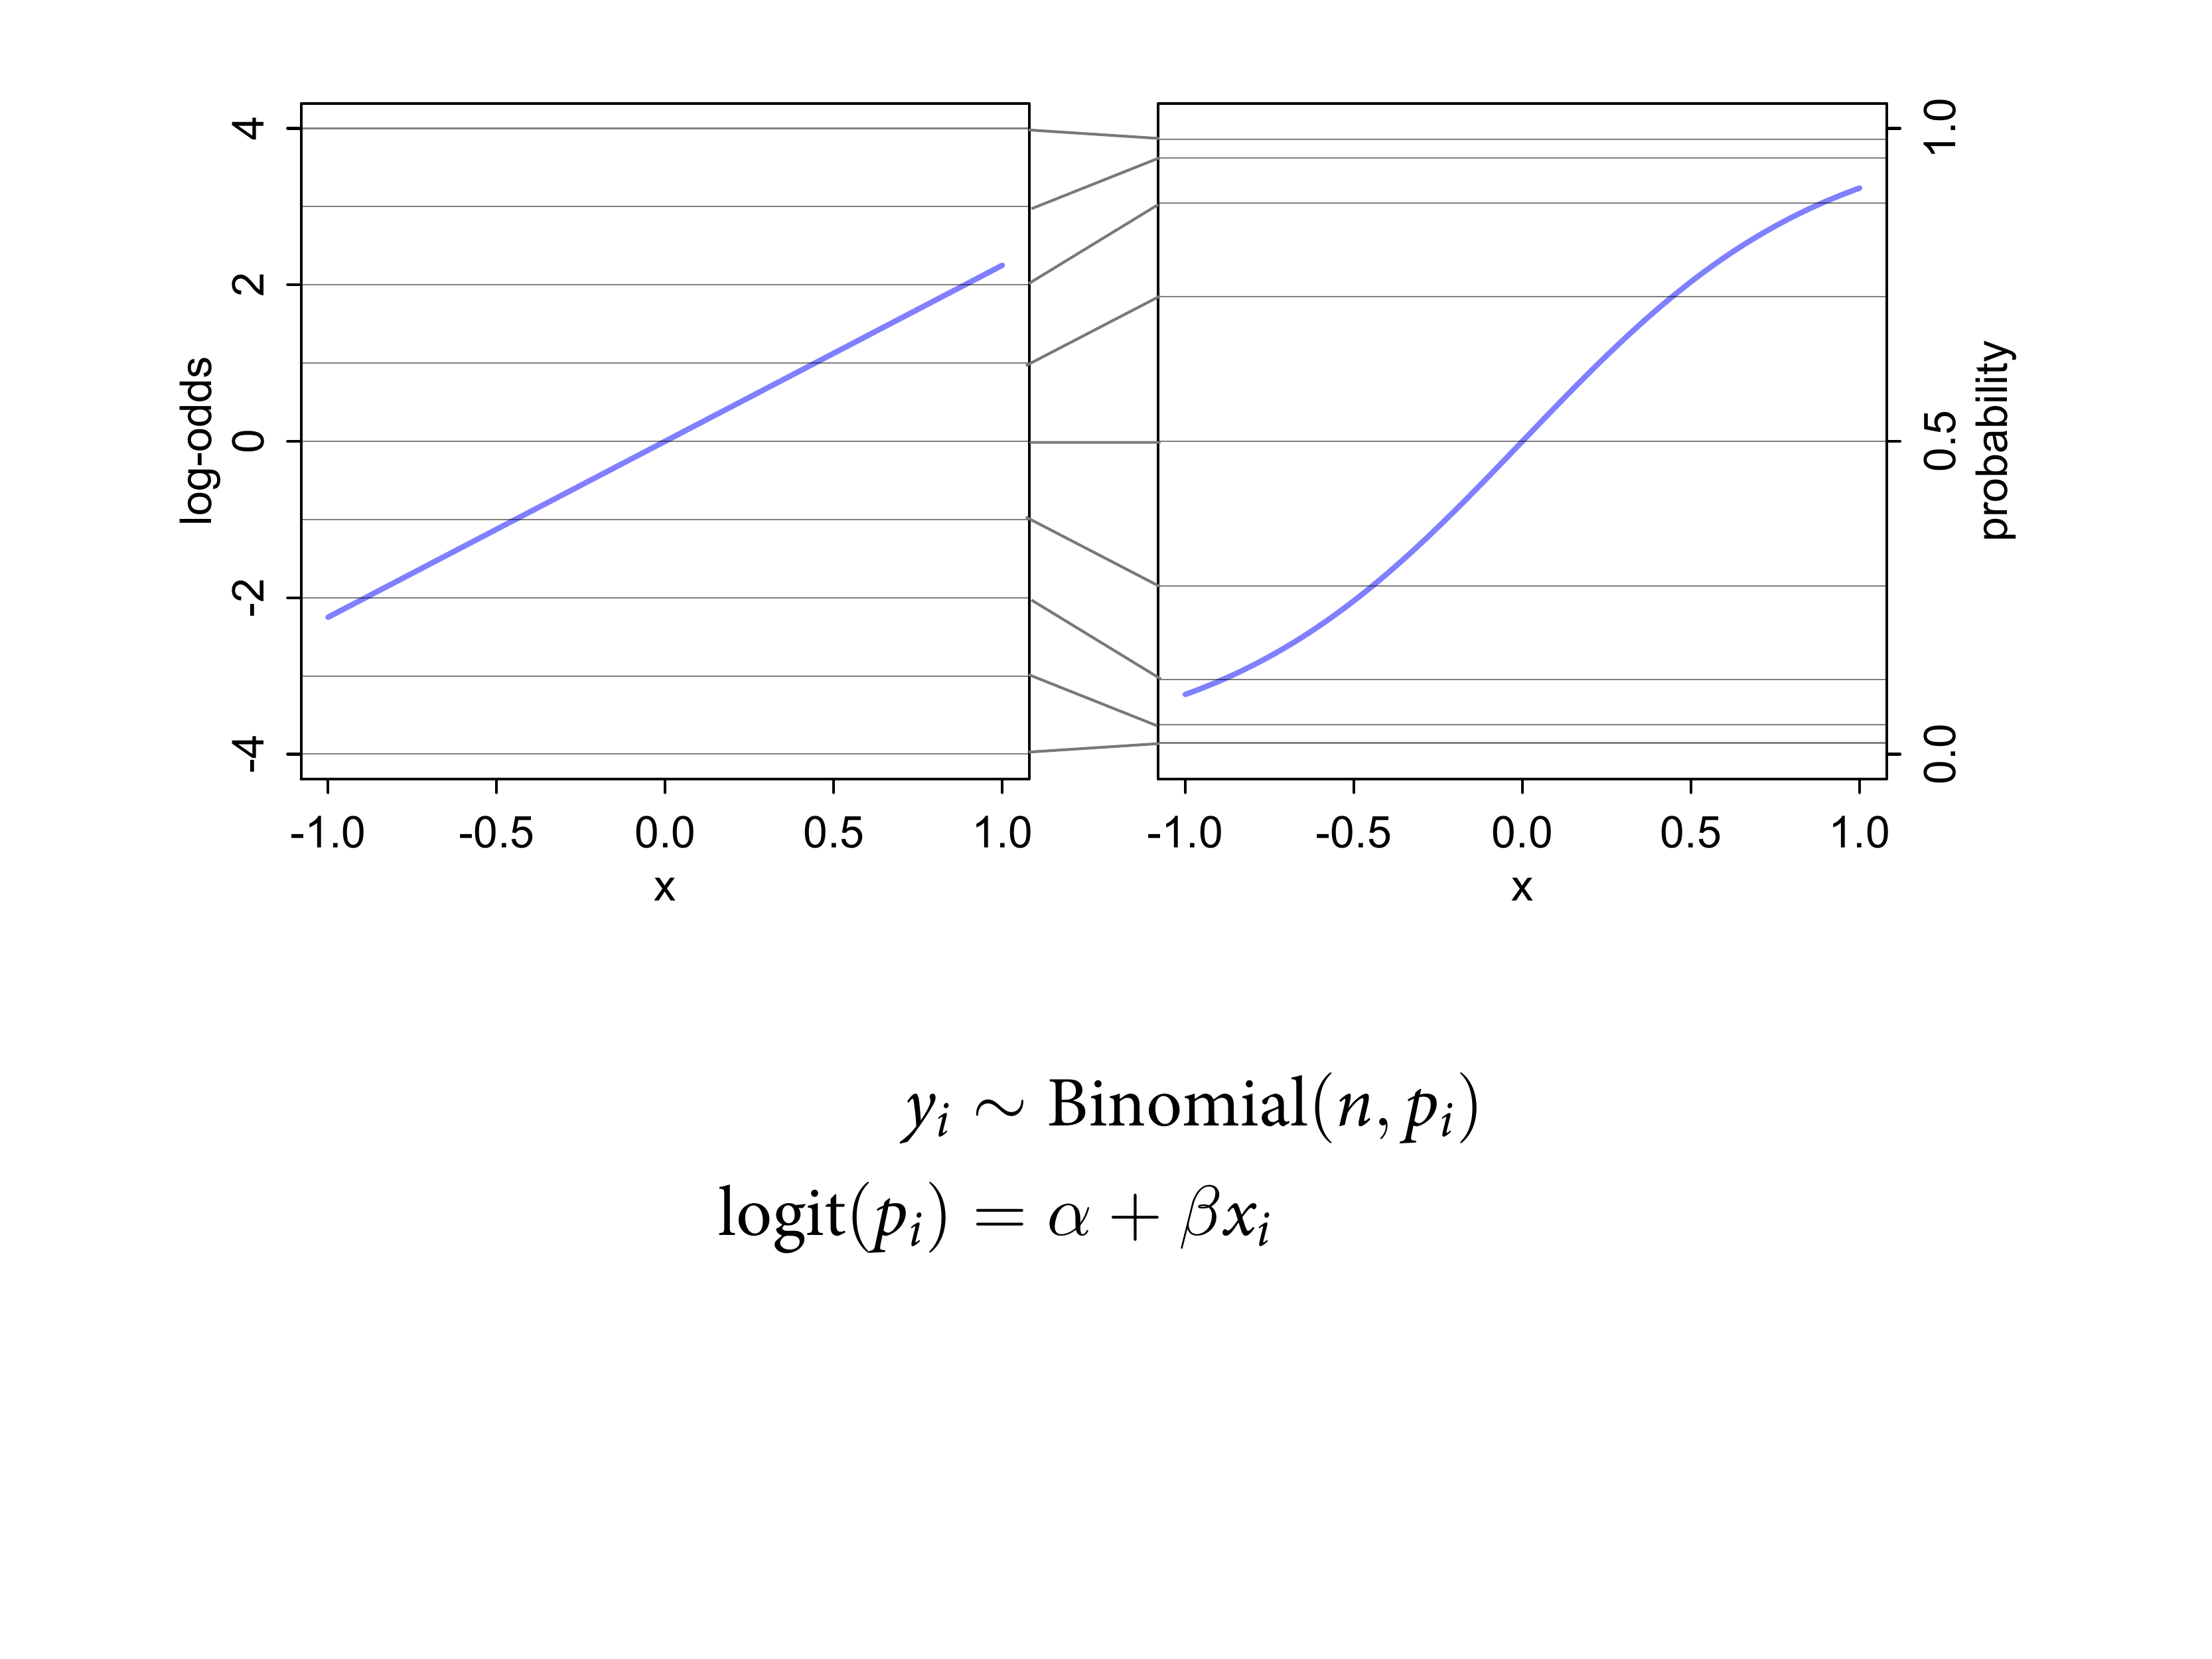 4
2
0
-2
-4
log-odds
-1.0 -0.5 0.0 0.5 1.0
x
1.0
0.5
0.0
probability
-1.0 -0.5 0.0 0.5 1.0
x
y_i ∼ Binomial(n, p_i)
logit(p_i) = α + βx_i